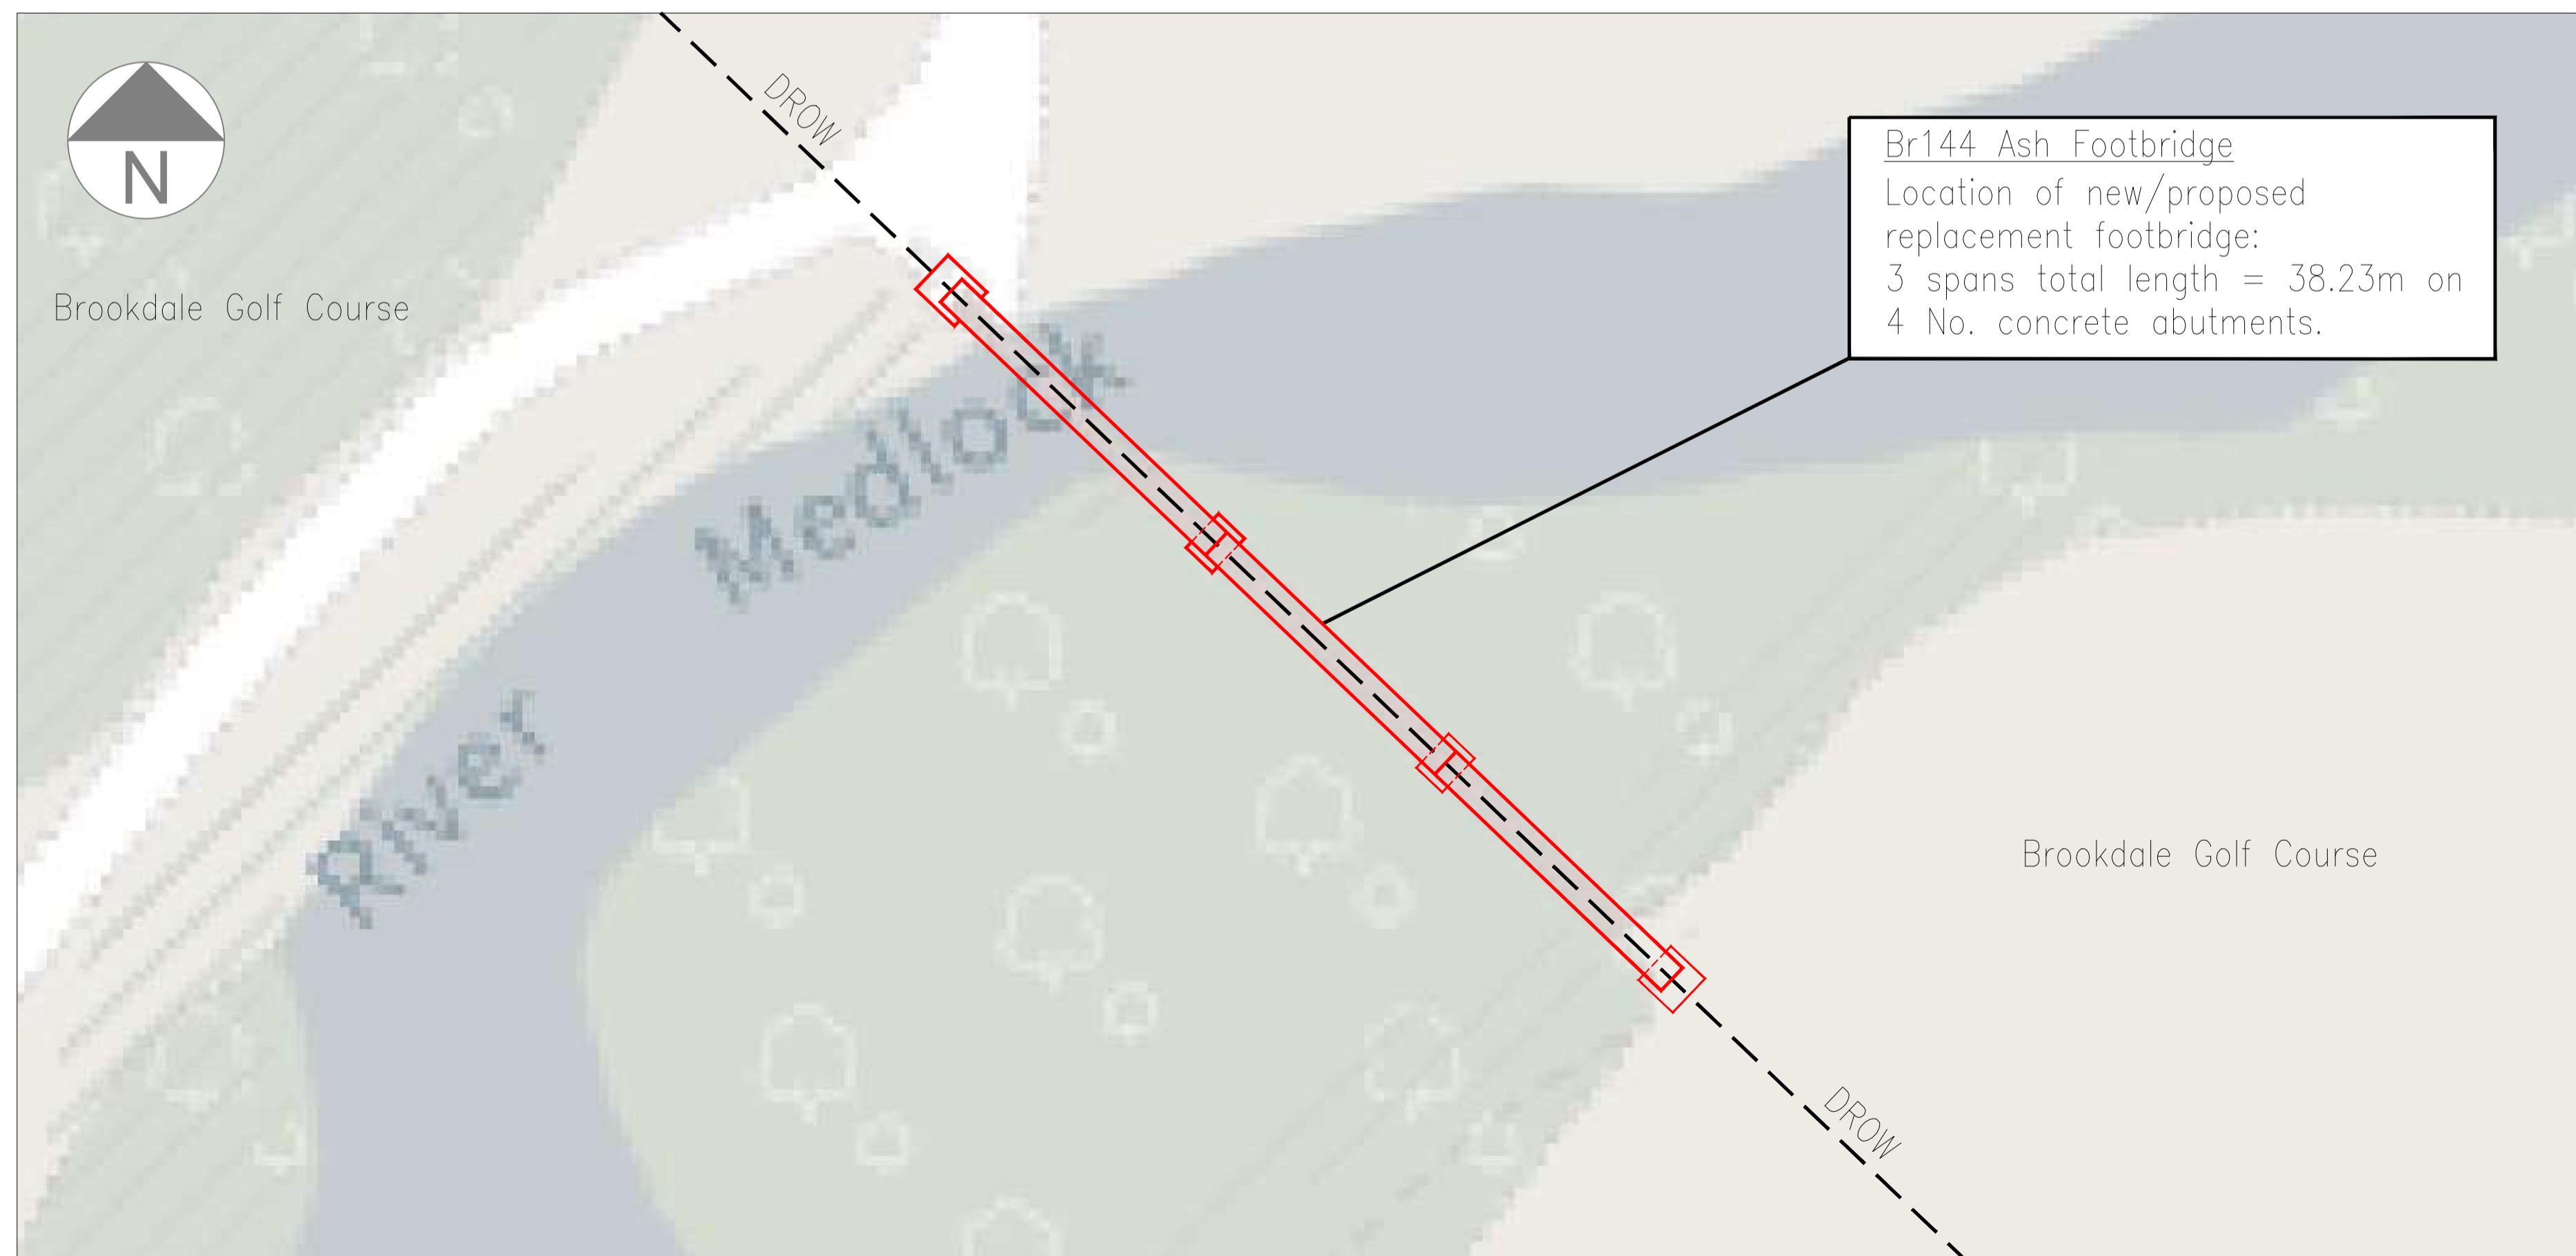 N
DROW
Br144 Ash Footbridge
Location of new/proposed
replacement footbridge:
3 spans total length = 38.23m on
4 No. concrete abutments.
Brookdale Golf Course
River Medlock
Brookdale Golf Course
DROW